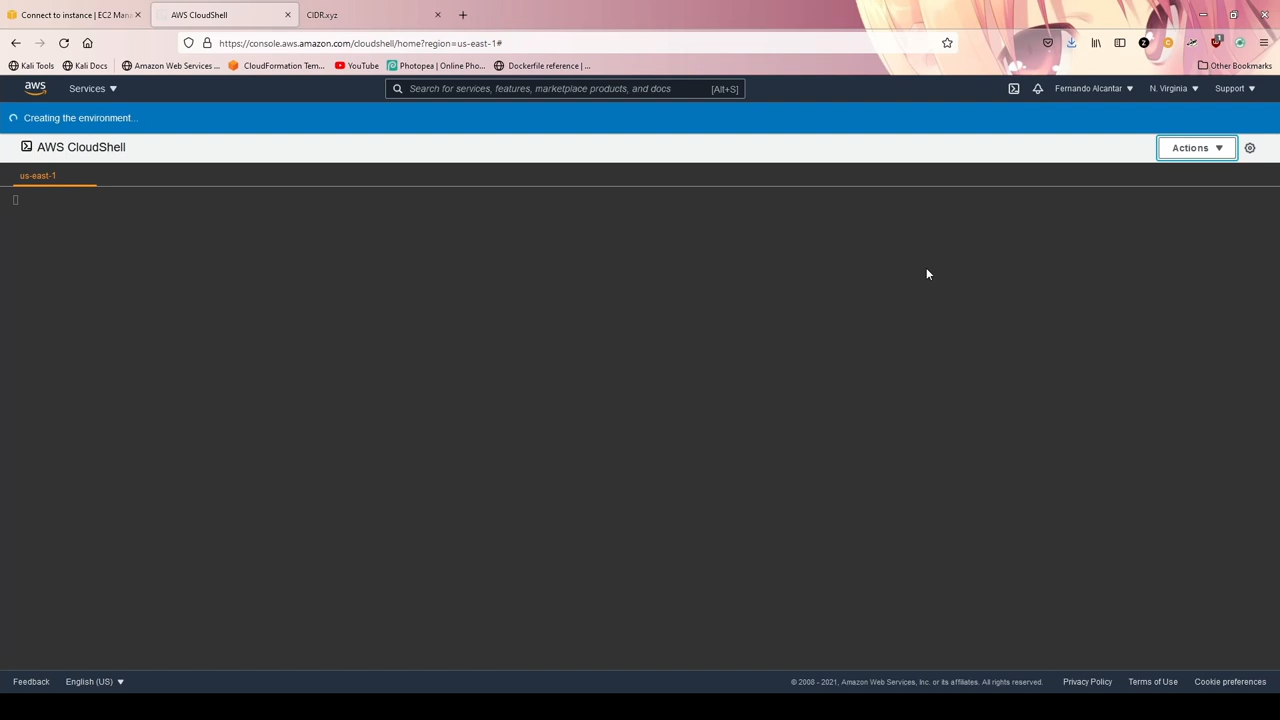 Connect to instance | EC2 Man
AWS CloudShell
CIDR.xyz
https://console.aws.amazon.com/cloudshell/home?region=us-east-1#
Kali Tools
Kali Docs
Amazon Web Services ...
CloudFormation Tem...
YouTube
Photopea | Online Pho...
Dockerfile reference | ...
Other Bookmarks
aws
Services
Search for services, features, marketplace products, and docs
[Alt+S]
Fernando Alcantar
N. Virginia
Support
Creating the environment...
AWS CloudShell
Actions
us-east-1
Feedback
English (US)
© 2008 - 2021, Amazon Web Services, Inc. or its affiliates. All rights reserved.
Privacy Policy
Terms of Use
Cookie preferences